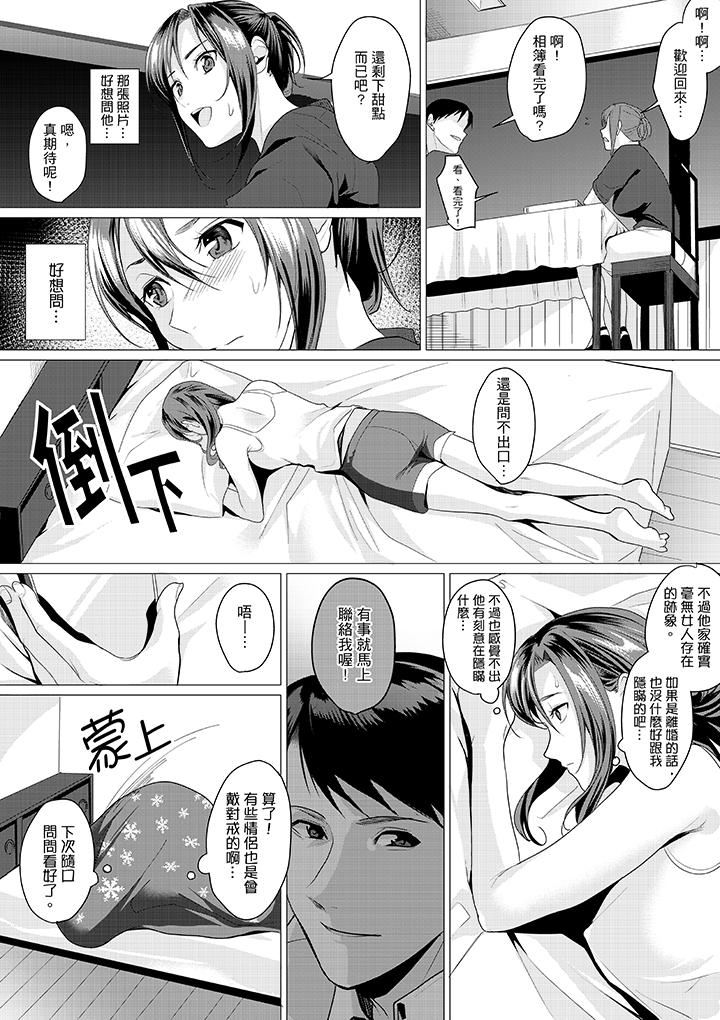 啊！啊…
歡迎回來…
啊！
相簿看完了嗎？
看、看完了！
還剩下甜點
而已吧？
那張照片…
好想問他…
嗯，
真期待呢！
好想問…
還是問不出口…
倒下
不過他家確實
毫無女人存在
的跡象。
如果是離婚的話，
也沒什麼好跟我
隱瞞的吧…
不過也感覺不出
他有刻意在隱瞞
什麼…
有事就馬上
聯絡我喔！
唔─…
蒙上
算了！
有些情侶也是會
戴對戒的啊…
下次隨口
問問看好了。